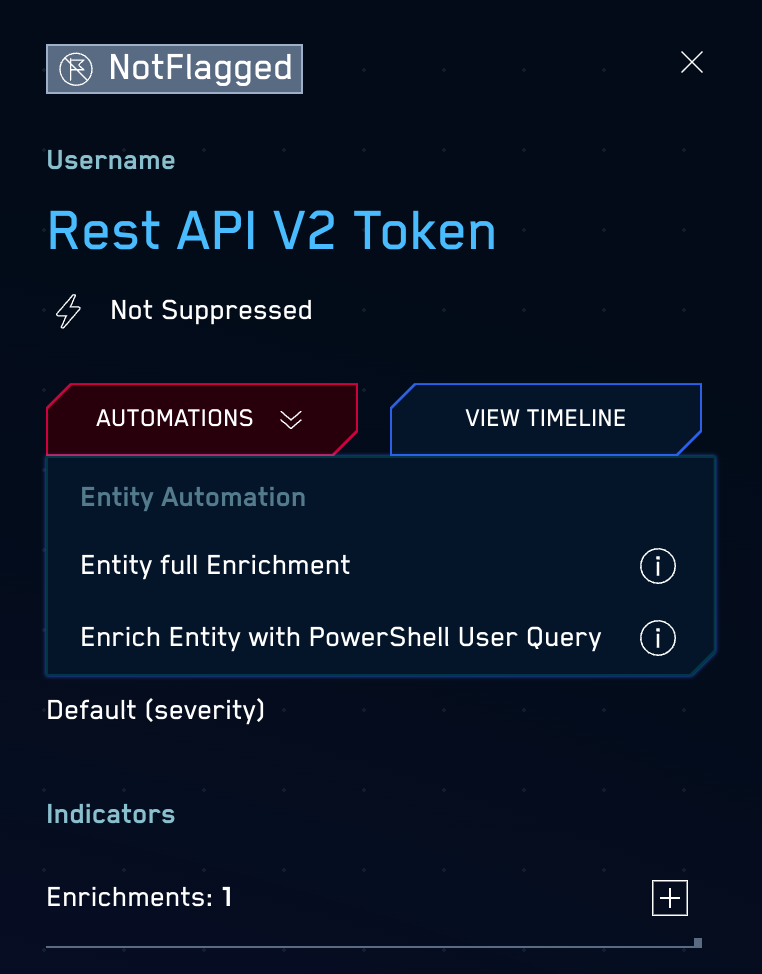 NotFlagged
Username
Rest API V2 Token
Not Suppressed
AUTOMATIONS
VIEW TIMELINE
Entity Automation
Entity full Enrichment
Enrich Entity with PowerShell User Query
Default (severity)
Indicators
Enrichments: 1